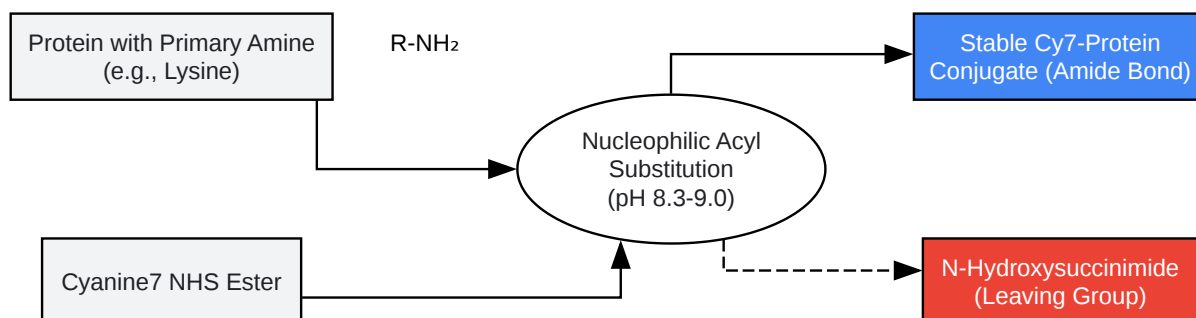 Protein with Primary Amine
(e.g., Lysine)
R-NH₂
Stable Cy7-Protein
Conjugate (Amide Bond)
Nucleophilic Acyl
Substitution
(pH 8.3-9.0)
Cyanine7 NHS Ester
N-Hydroxysuccinimide
(Leaving Group)